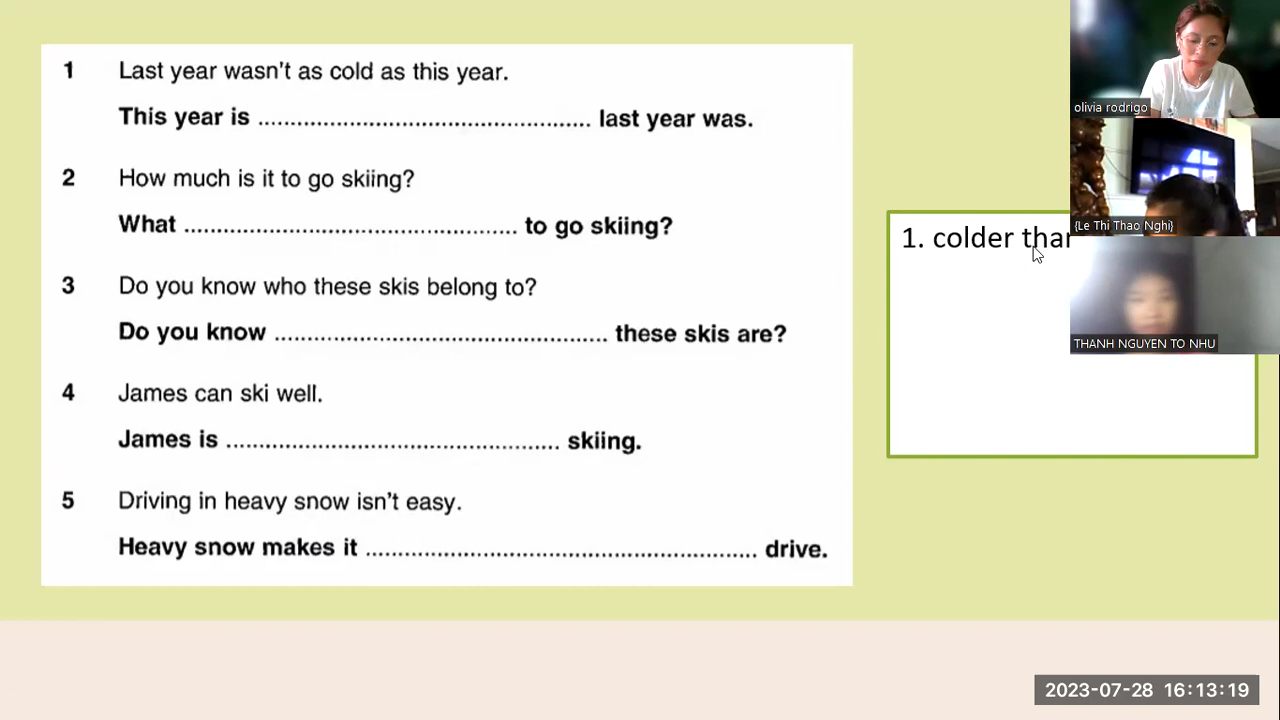 1 Last year wasn't as cold as this year.
This year is ........................................................ last year was.
2 How much is it to go skiing?
What ........................................................ to go skiing?
3 Do you know who these skis belong to?
Do you know ........................................................ these skis are?
4 James can ski well.
James is ........................................................ skiing.
5 Driving in heavy snow isn't easy.
Heavy snow makes it ................................................................ drive.
1. colder
olivia rodrigo
{Le Thi Thao Nghi}
THANH NGUYEN TO NHU
2023-07-28 16:13:19